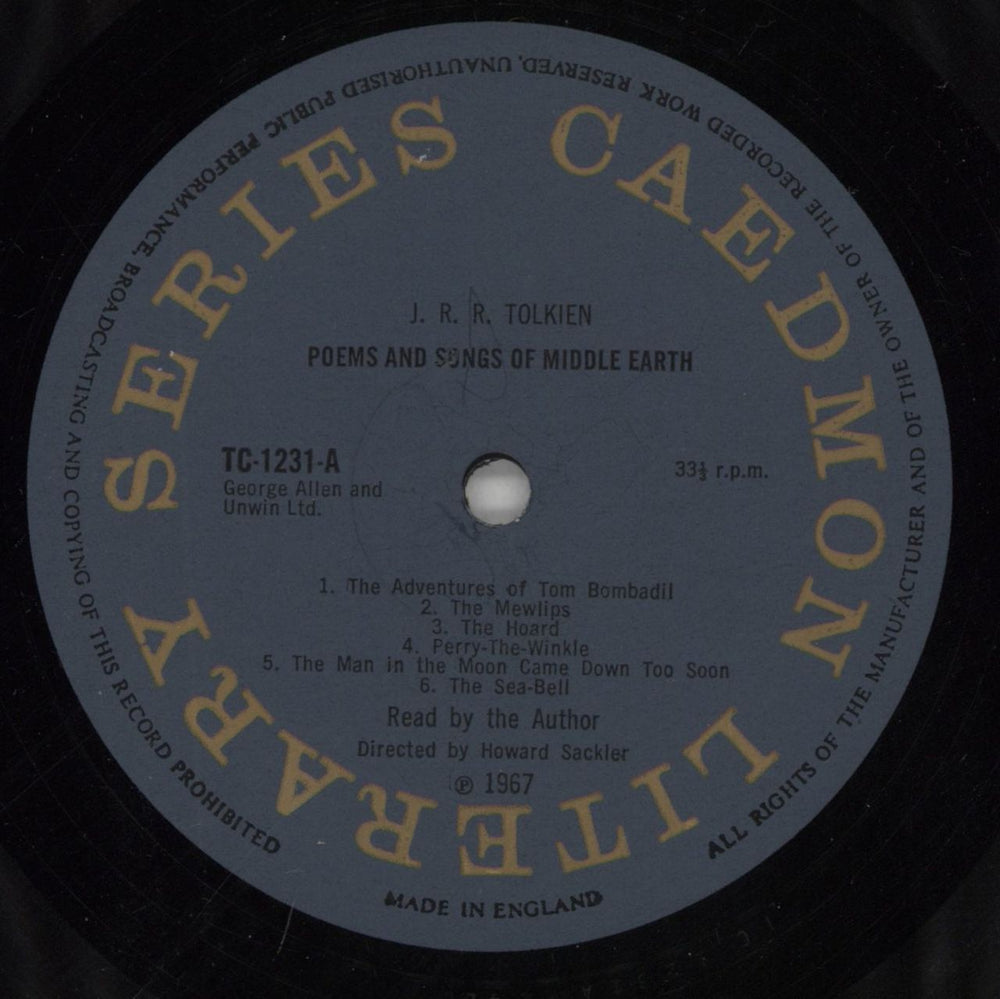 CAEDMON LITERARY SERIES
J. R. R. TOLKIEN
POEMS AND SONGS OF MIDDLE EARTH
TC-1231-A
George Allen and
Unwin Ltd.
33⅓ r.p.m.
1. The Adventures of Tom Bombadil
2. The Mewlips
3. The Hoard
4. Perry-The-Winkle
5. The Man in the Moon Came Down Too Soon
6. The Sea-Bell
Read by the Author
Directed by Howard Sackler
℗ 1967
ALL RIGHTS OF THE MANUFACTURER AND OF THE OWNER OF THE RECORDED WORK RESERVED, UNAUTHORISED PUBLIC PERFORMANCE, BROADCASTING AND COPYING OF THIS RECORD PROHIBITED
MADE IN ENGLAND